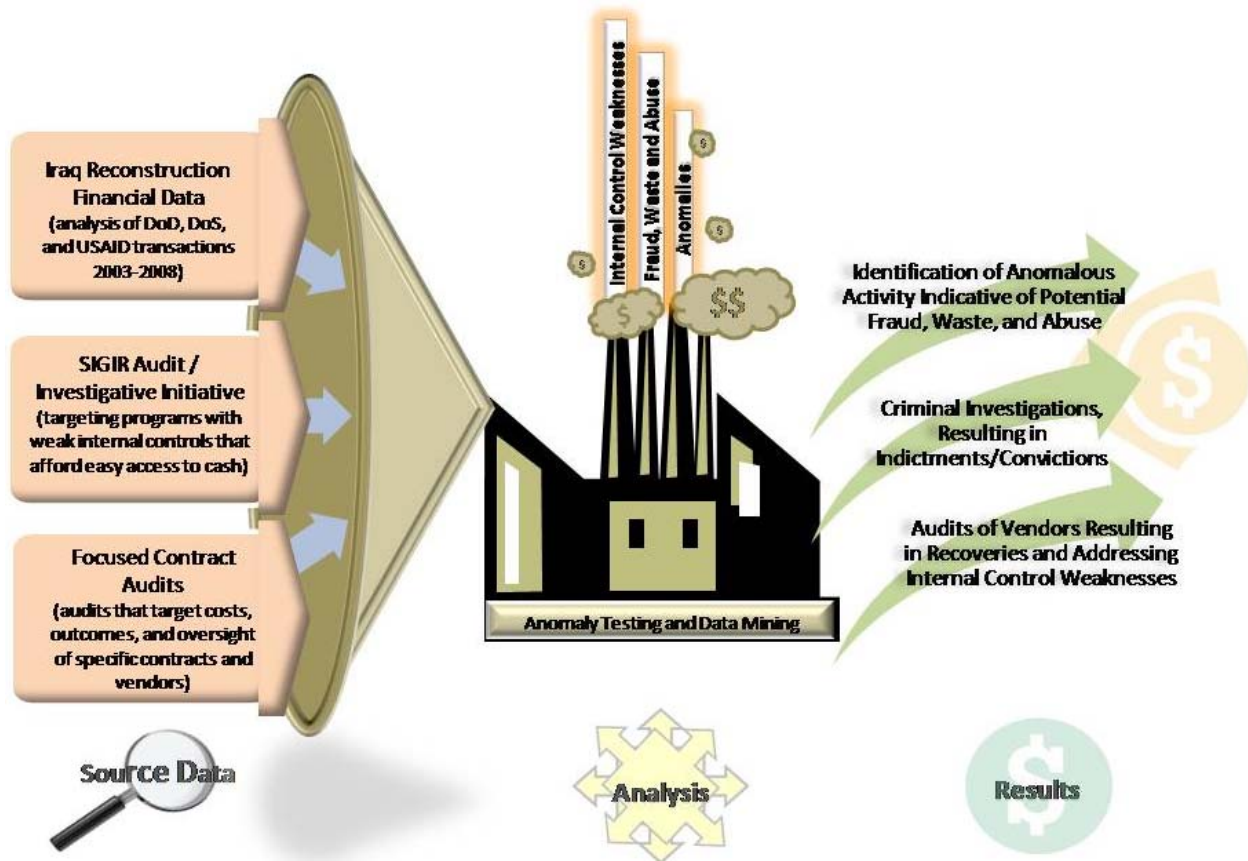 Iraq Reconstruction
Financial Data
(analysis of DoD, DoS,
and USAID transactions
2003-2008)
SIGIR Audit /
Investigative Initiative
(targeting programs with
weak internal controls that
afford easy access to cash)
Focused Contract
Audits
(audits that target costs,
outcomes, and oversight
of specific contracts and
vendors)
Source Data
Internal Control Weaknesses
Fraud, Waste and Abuse
Anomalies
$
$
$
$
$$
Anomaly Testing and Data Mining
Analysis
Identification of Anomalous
Activity Indicative of Potential
Fraud, Waste, and Abuse
Criminal Investigations,
Resulting in
Indictments/Convictions
Audits of Vendors Resulting
in Recoveries and Addressing
Internal Control Weaknesses
$
$
Results